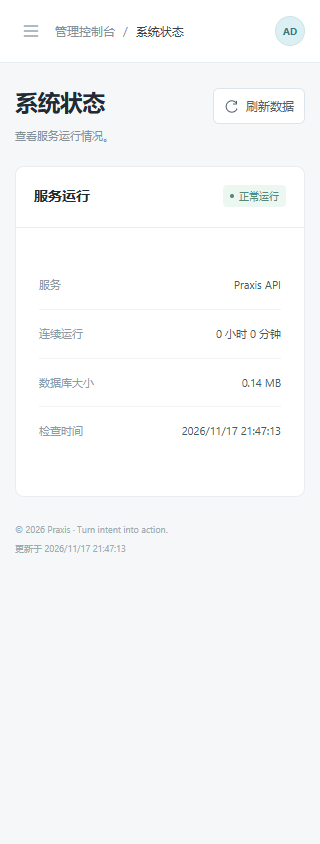 管理控制台 / 系统状态
AD
系统状态
刷新数据
查看服务运行情况。
服务运行
正常运行
服务 Praxis API
连续运行 0 小时 0 分钟
数据库大小 0.14 MB
检查时间 2026/11/17 21:47:13
© 2026 Praxis · Turn intent into action.
更新于 2026/11/17 21:47:13